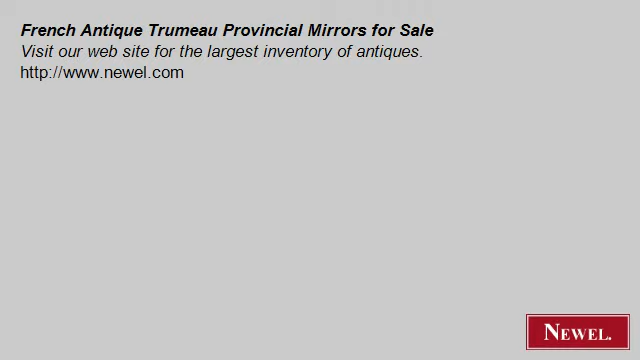 French Antique Trumeau Provincial Mirrors for Sale
Visit our web site for the largest inventory of antiques.
http://www.newel.com
NEWEL.